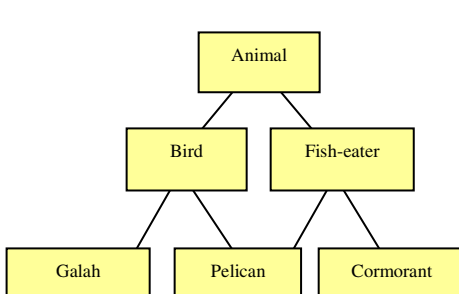 Animal
Bird
Fish-eater
Galah
Pelican
Cormorant